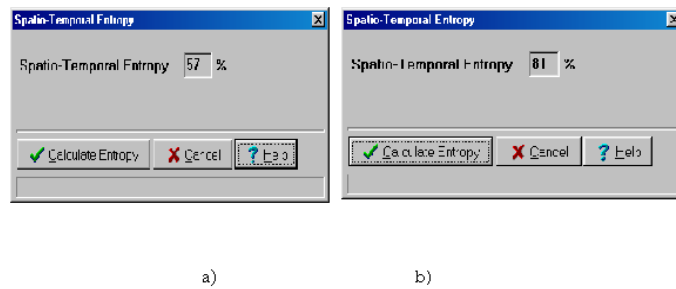 Spatio-Temporal Entropy
Spatio-Temporal Entropy 57 %
Calculate Entropy Cancel Help
Spatio-Temporal Entropy
Spatio-Temporal Entropy 81 %
Calculate Entropy Cancel Help
a) b)